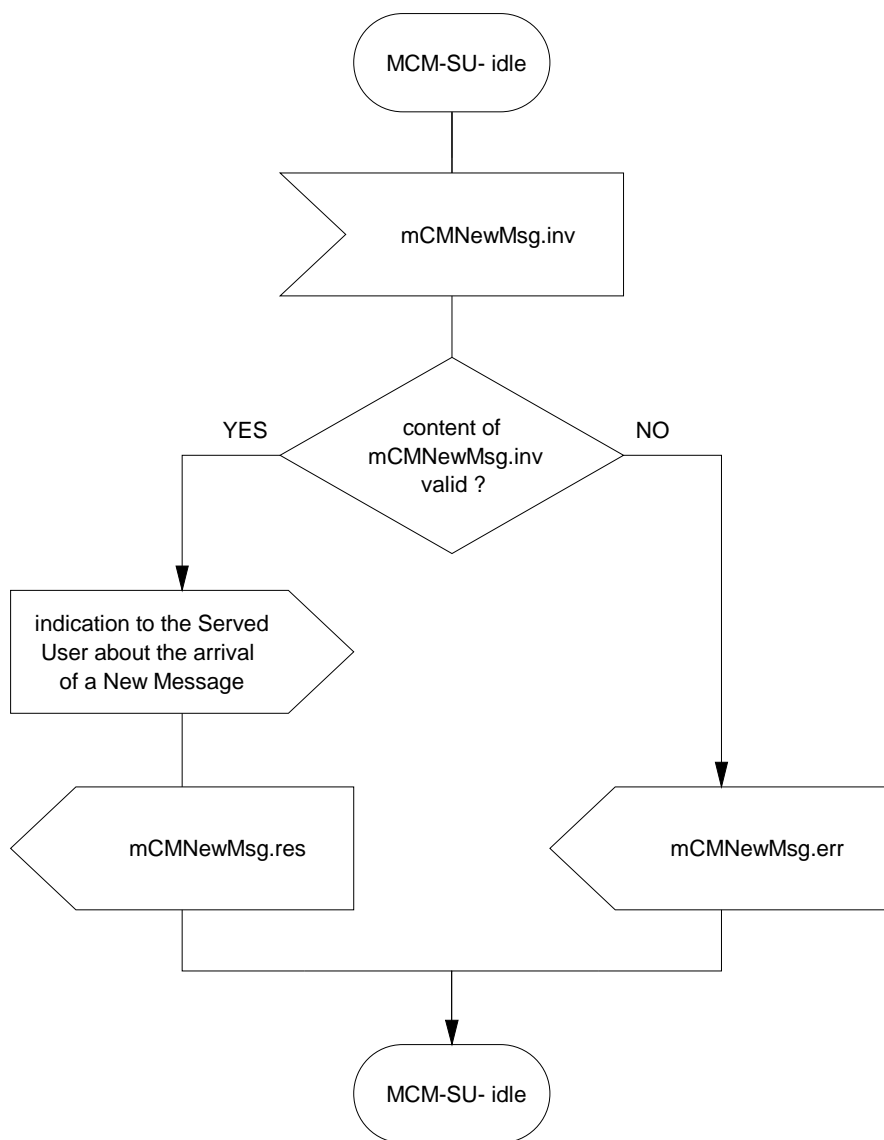 MCM-SU- idle
mCMNewMsg.inv
content of
mCMNewMsg.inv
valid ?
YES
NO
indication to the Served
User about the arrival
of a New Message
mCMNewMsg.res
mCMNewMsg.err
MCM-SU- idle